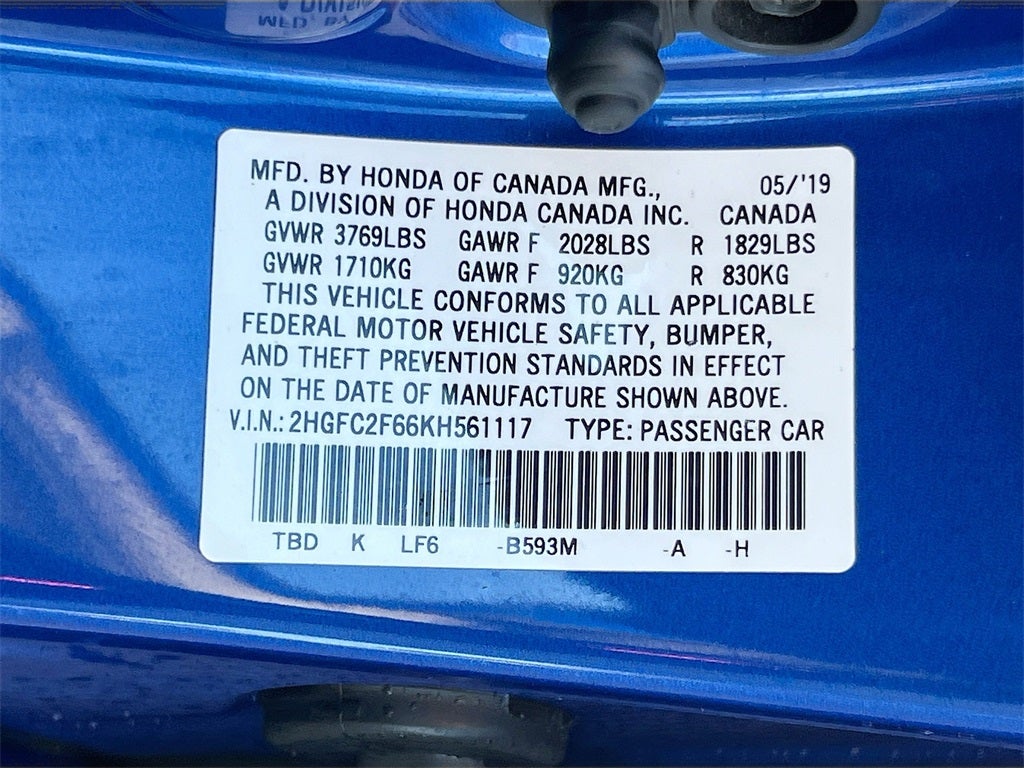 MFD. BY HONDA OF CANADA MFG., 05/'19
A DIVISION OF HONDA CANADA INC. CANADA
GVWR 3769LBS GAWR F 2028LBS R 1829LBS
GVWR 1710KG GAWR F 920KG R 830KG
THIS VEHICLE CONFORMS TO ALL APPLICABLE
FEDERAL MOTOR VEHICLE SAFETY, BUMPER,
AND THEFT PREVENTION STANDARDS IN EFFECT
ON THE DATE OF MANUFACTURE SHOWN ABOVE.
V.I.N.: 2HGFC2F66KH561117 TYPE: PASSENGER CAR
TBD K LF6 -B593M -A -H